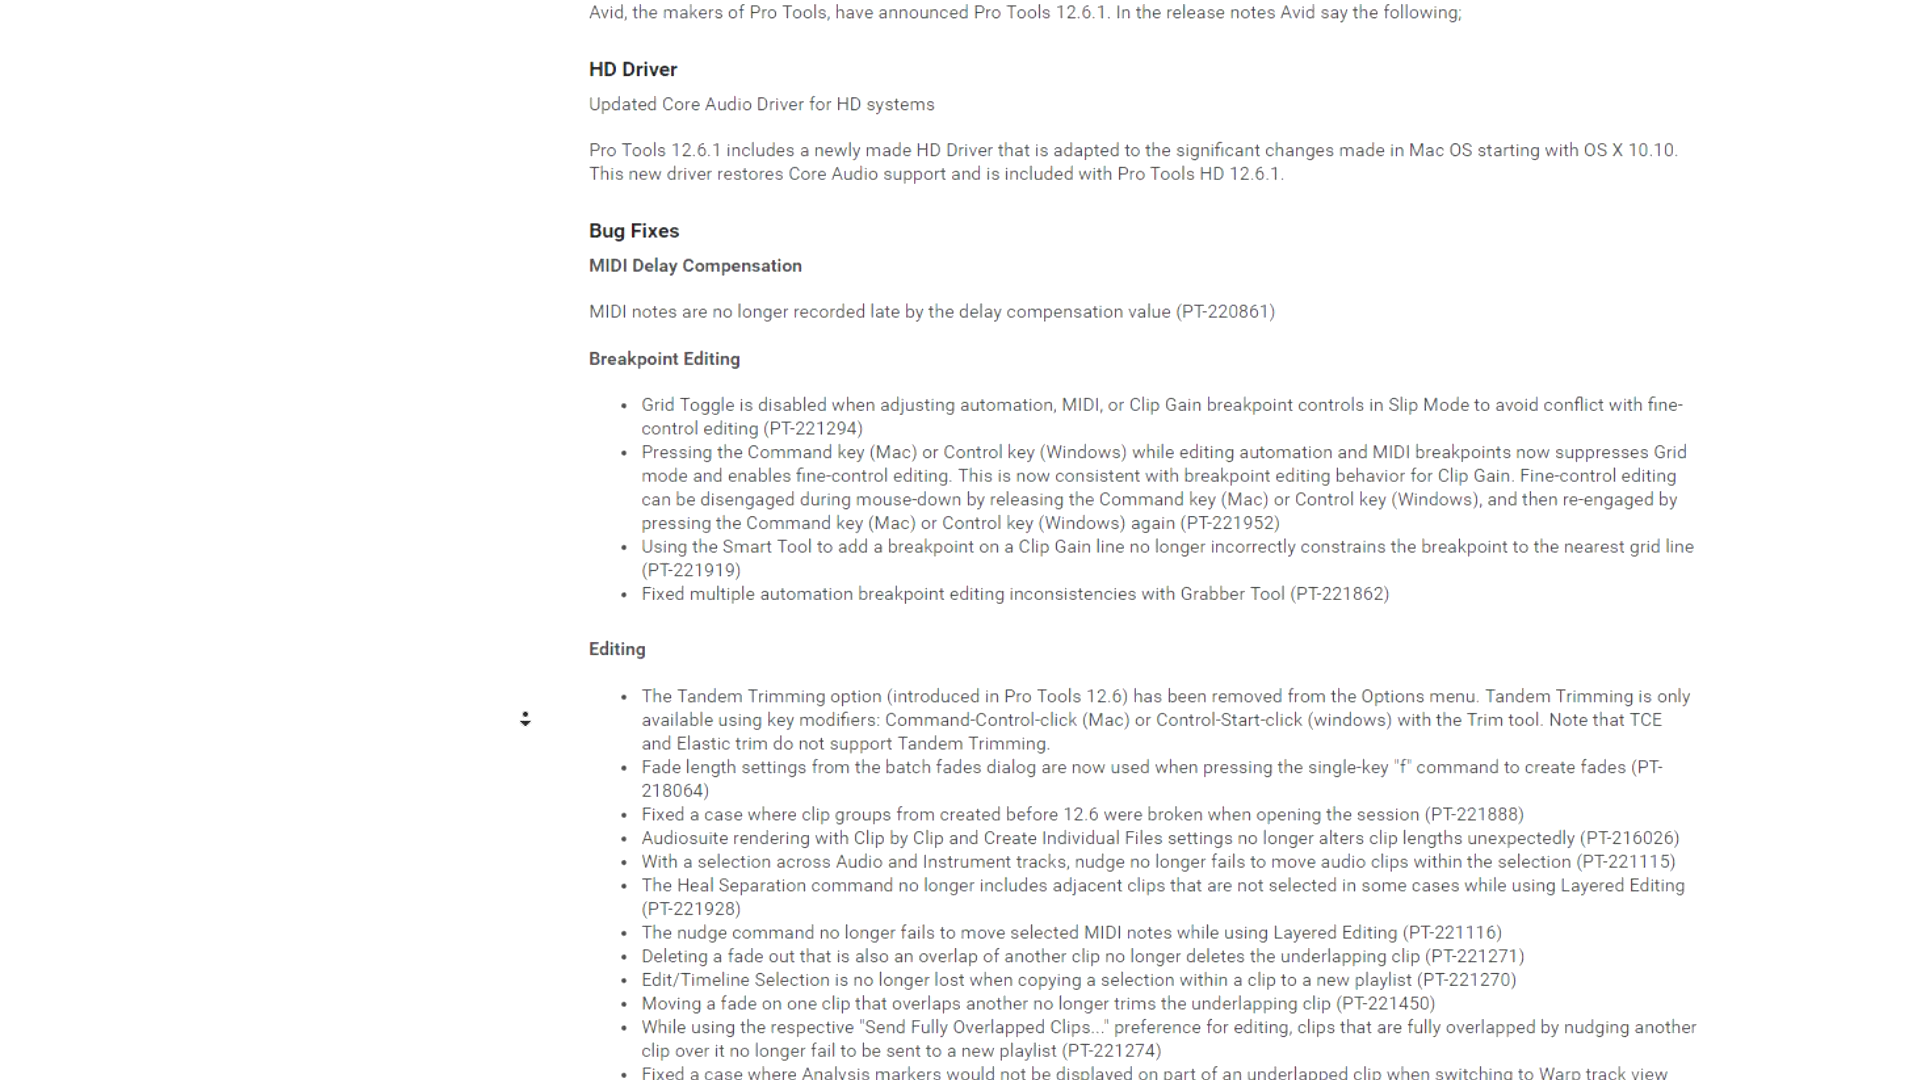 Avid, the makers of Pro Tools, have announced Pro Tools 12.6.1. In the release notes Avid say the following;
HD Driver
Updated Core Audio Driver for HD systems
Pro Tools 12.6.1 includes a newly made HD Driver that is adapted to the significant changes made in Mac OS starting with OS X 10.10.
This new driver restores Core Audio support and is included with Pro Tools HD 12.6.1.
Bug Fixes
MIDI Delay Compensation
MIDI notes are no longer recorded late by the delay compensation value (PT-220861)
Breakpoint Editing
• Grid Toggle is disabled when adjusting automation, MIDI, or Clip Gain breakpoint controls in Slip Mode to avoid conflict with fine-
control editing (PT-221294)
• Pressing the Command key (Mac) or Control key (Windows) while editing automation and MIDI breakpoints now suppresses Grid
mode and enables fine-control editing. This is now consistent with breakpoint editing behavior for Clip Gain. Fine-control editing
can be disengaged during mouse-down by releasing the Command key (Mac) or Control key (Windows), and then re-engaged by
pressing the Command key (Mac) or Control key (Windows) again (PT-221952)
• Using the Smart Tool to add a breakpoint on a Clip Gain line no longer incorrectly constrains the breakpoint to the nearest grid line
(PT-221919)
• Fixed multiple automation breakpoint editing inconsistencies with Grabber Tool (PT-221862)
Editing
• The Tandem Trimming option (introduced in Pro Tools 12.6) has been removed from the Options menu. Tandem Trimming is only
available using key modifiers: Command-Control-click (Mac) or Control-Start-click (windows) with the Trim tool. Note that TCE
and Elastic trim do not support Tandem Trimming.
• Fade length settings from the batch fades dialog are now used when pressing the single-key "f" command to create fades (PT-
218064)
• Fixed a case where clip groups from created before 12.6 were broken when opening the session (PT-221888)
• Audiosuite rendering with Clip by Clip and Create Individual Files settings no longer alters clip lengths unexpectedly (PT-216026)
• With a selection across Audio and Instrument tracks, nudge no longer fails to move audio clips within the selection (PT-221115)
• The Heal Separation command no longer includes adjacent clips that are not selected in some cases while using Layered Editing
(PT-221928)
• The nudge command no longer fails to move selected MIDI notes while using Layered Editing (PT-221116)
• Deleting a fade out that is also an overlap of another clip no longer deletes the underlapping clip (PT-221271)
• Edit/Timeline Selection is no longer lost when copying a selection within a clip to a new playlist (PT-221270)
• Moving a fade on one clip that overlaps another no longer trims the underlapping clip (PT-221450)
• While using the respective "Send Fully Overlapped Clips..." preference for editing, clips that are fully overlapped by nudging another
clip over it no longer fail to be sent to a new playlist (PT-221274)
• Fixed a case where Analysis markers would not be displayed on part of an underlapped clip when switching to Warp track view